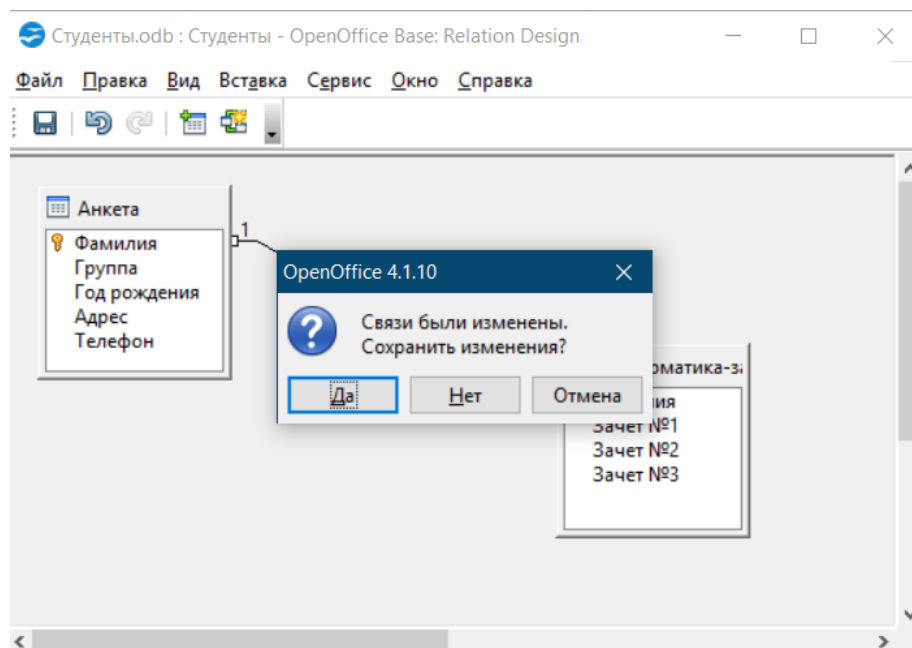 Студенты.odb : Студенты - OpenOffice Base: Relation Design
Файл Правка Вид Вставка Сервис Окно Справка
Анкета
Фамилия
Группа
Год рождения
Адрес
Телефон
1
OpenOffice 4.1.10
Связи были изменены.
Сохранить изменения?
Да Нет Отмена
Зачет №1
Зачет №2
Зачет №3